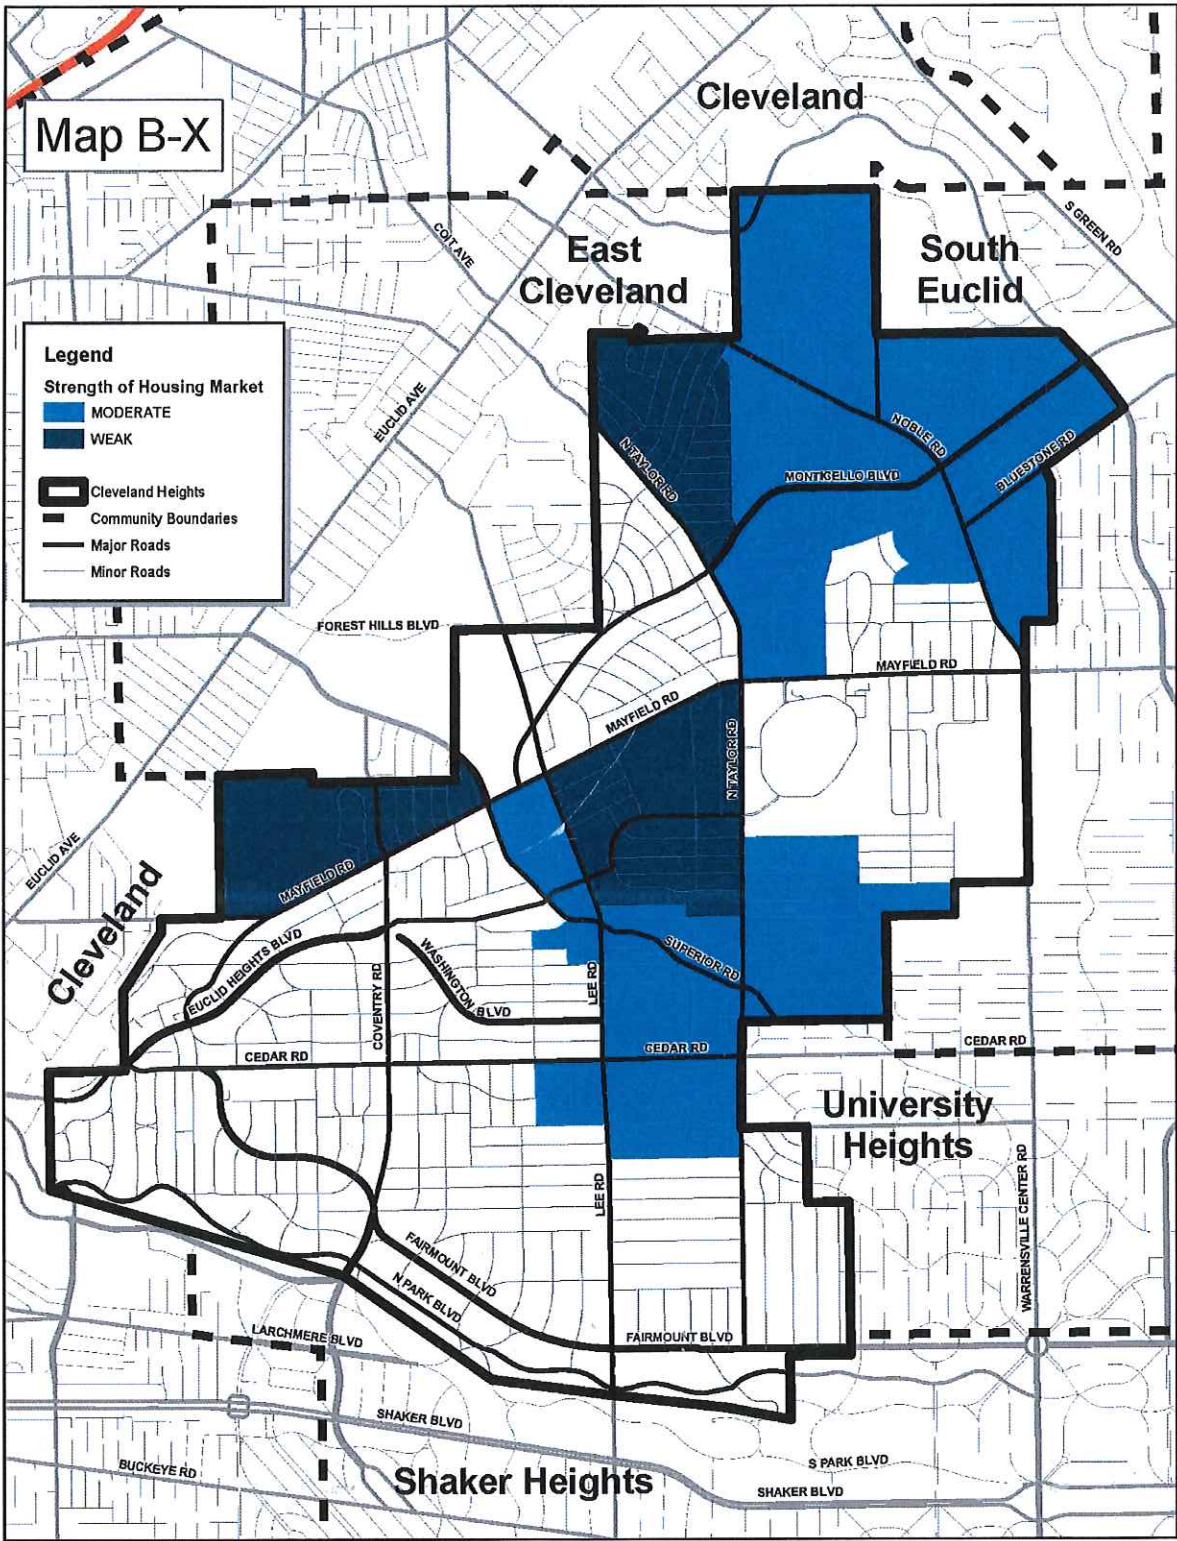 Map B-X
Cleveland
S GREEN RD
COIT AVE
East
Cleveland
South
Euclid
Legend
Strength of Housing Market
MODERATE
WEAK
Cleveland Heights
Community Boundaries
Major Roads
Minor Roads
EUCLID AVE
N TAYLOR RD
NOBLE RD
MONTICELLO BLVD
BLUESTONE RD
FOREST HILLS BLVD
MAYFIELD RD
MAYFIELD RD
N TAYLOR RD
EUCLID AVE
MAYFIELD RD
Cleveland
EUCLID HEIGHTS BLVD
COVENTRY RD
WASHINGTON BLVD
LEE RD
SUPERIOR RD
CEDAR RD
CEDAR RD
CEDAR RD
University
Heights
WARRENSVILLE CENTER RD
LEE RD
FAIRMOUNT BLVD
N PARK BLVD
FAIRMOUNT BLVD
LARCHMERE BLVD
SHAKER BLVD
BUCKEYE RD
Shaker Heights
S PARK BLVD
SHAKER BLVD